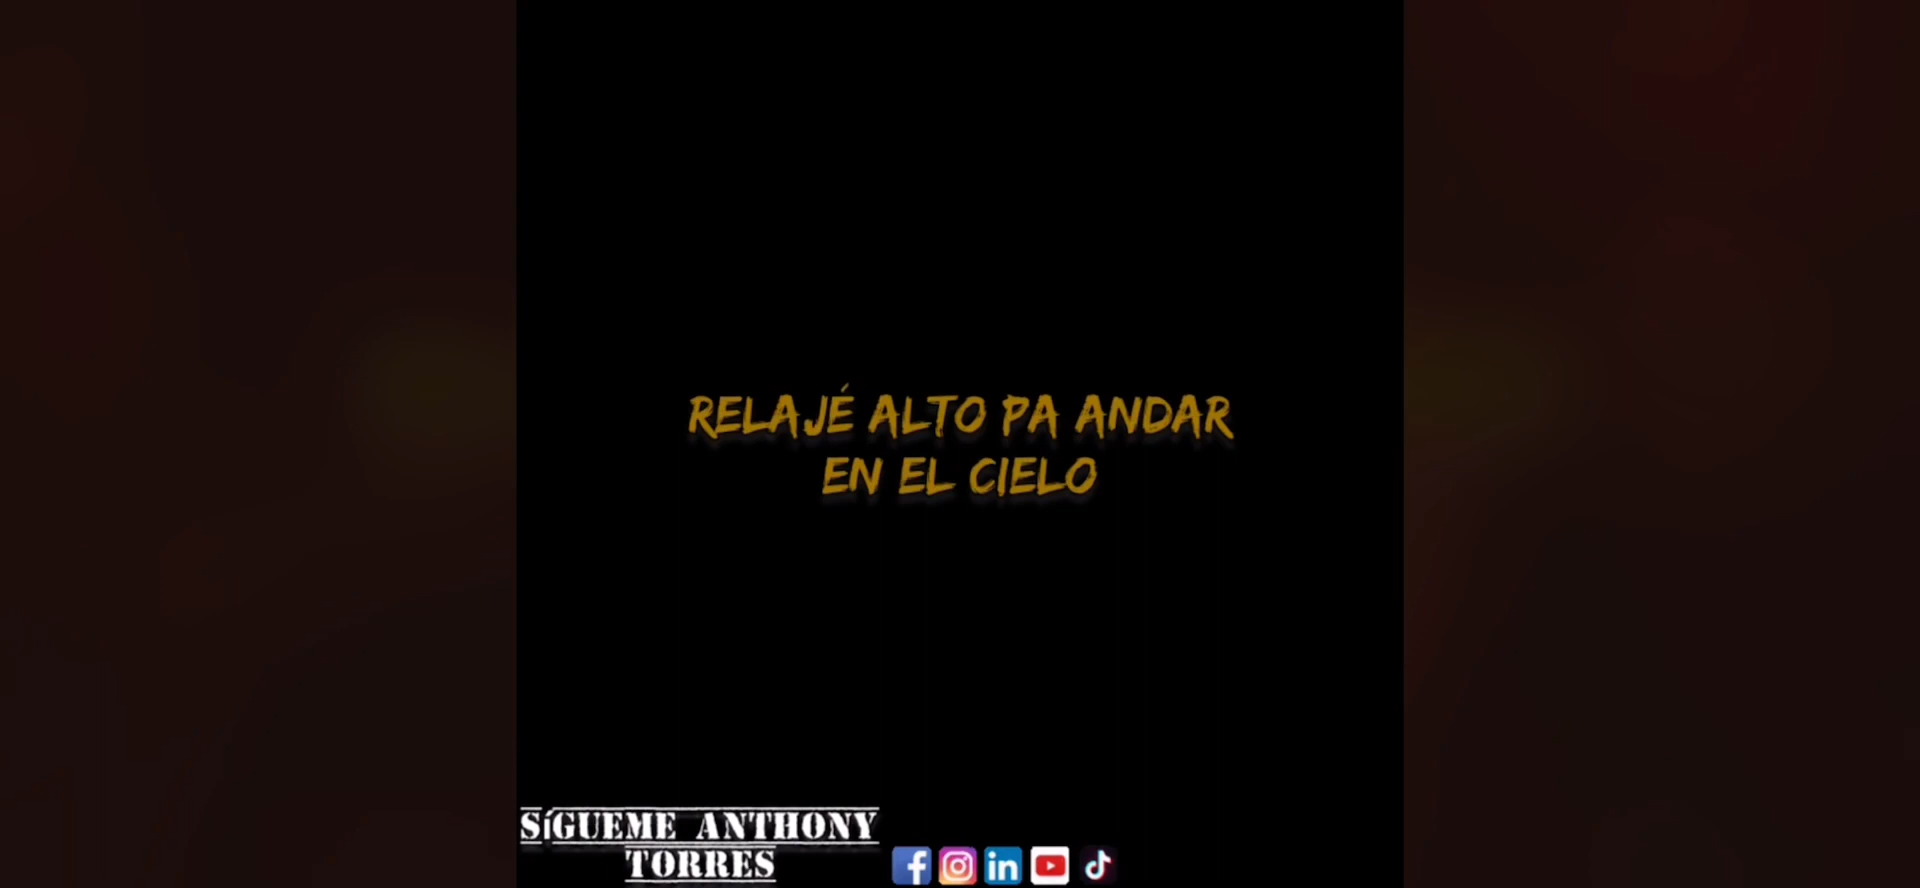 RELAJÉ ALTO PA ANDAR
EN EL CIELO
SíGUEME ANTHONY
TORRES